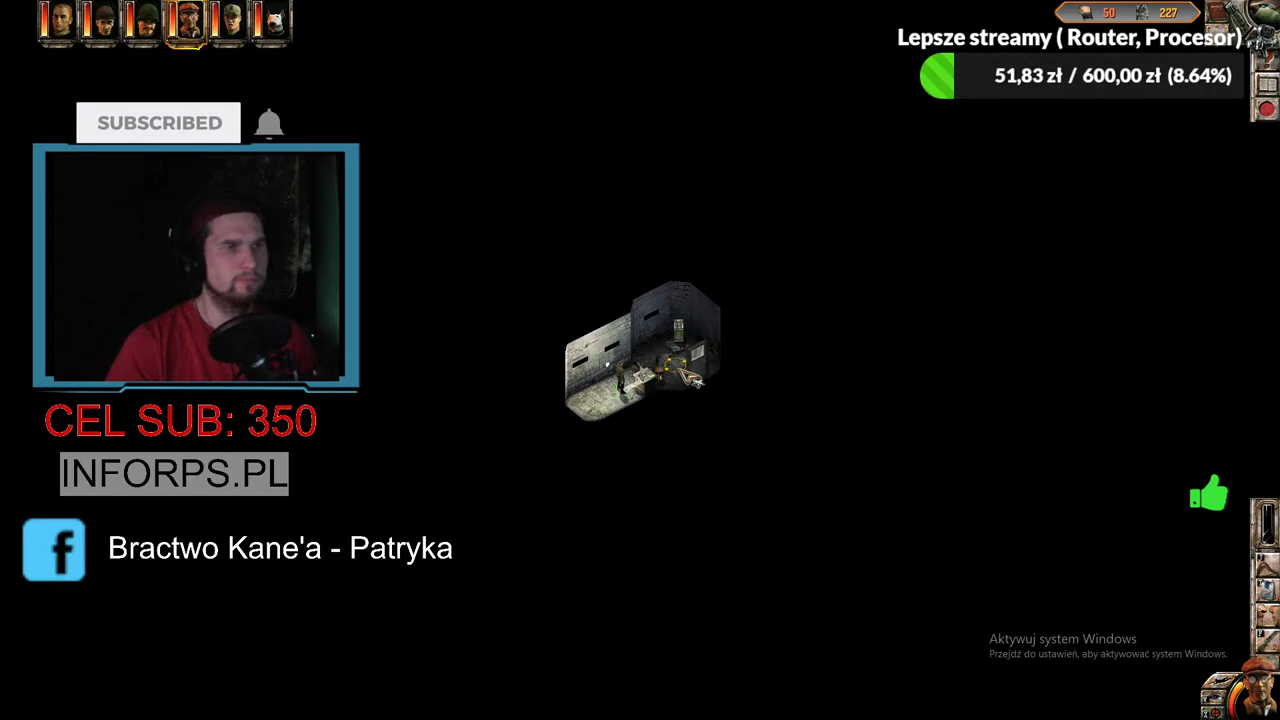 50 227
Lepsze streamy ( Router, Procesor)
51,83 zł / 600,00 zł (8.64%)
SUBSCRIBED
CEL SUB: 350
INFORPS.PL
f Bractwo Kane'a - Patryka
Aktywuj system Windows
Przejdź do ustawień, aby aktywować system Windows.